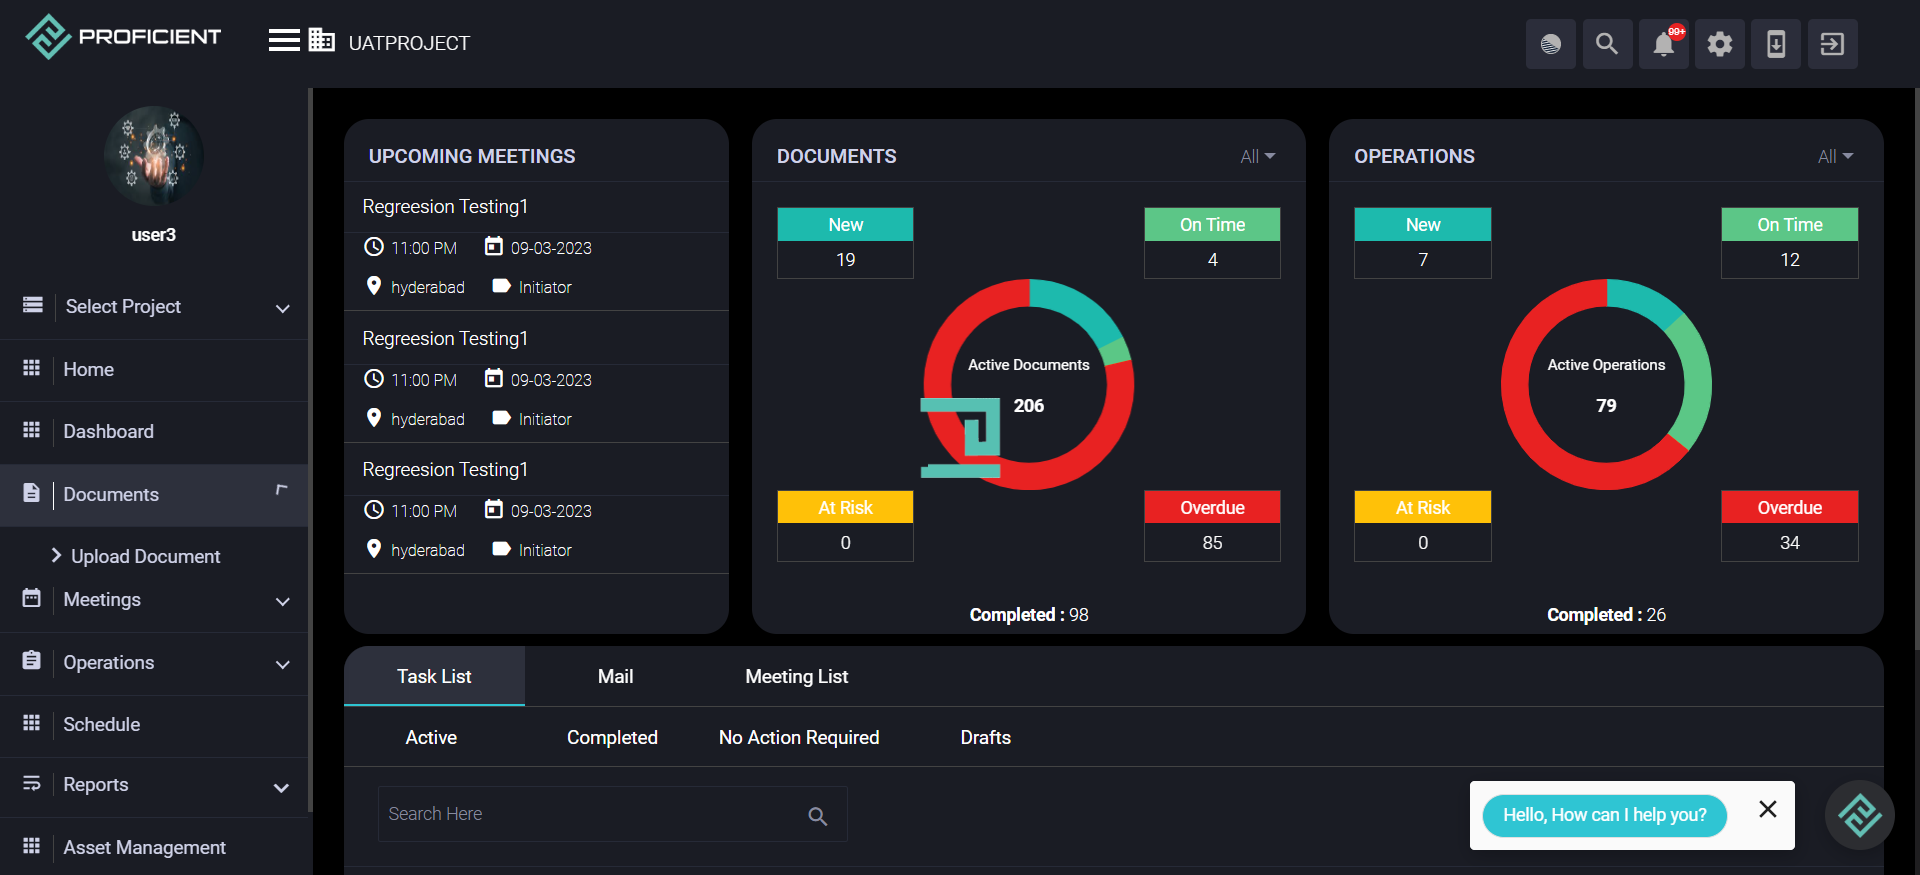 PROFICIENT
UATPROJECT
99+
user3
Select Project
Home
Dashboard
Documents
Upload Document
Meetings
Operations
Schedule
Reports
Asset Management
UPCOMING MEETINGS
Regreesion Testing1
11:00 PM 09-03-2023
hyderabad Initiator
Regreesion Testing1
11:00 PM 09-03-2023
hyderabad Initiator
Regreesion Testing1
11:00 PM 09-03-2023
hyderabad Initiator
DOCUMENTS All
New On Time
19 4
Active Documents
206
At Risk Overdue
0 85
Completed : 98
OPERATIONS All
New On Time
7 12
Active Operations
79
At Risk Overdue
0 34
Completed : 26
Task List Mail Meeting List
Active Completed No Action Required Drafts
Search Here
Hello, How can I help you?